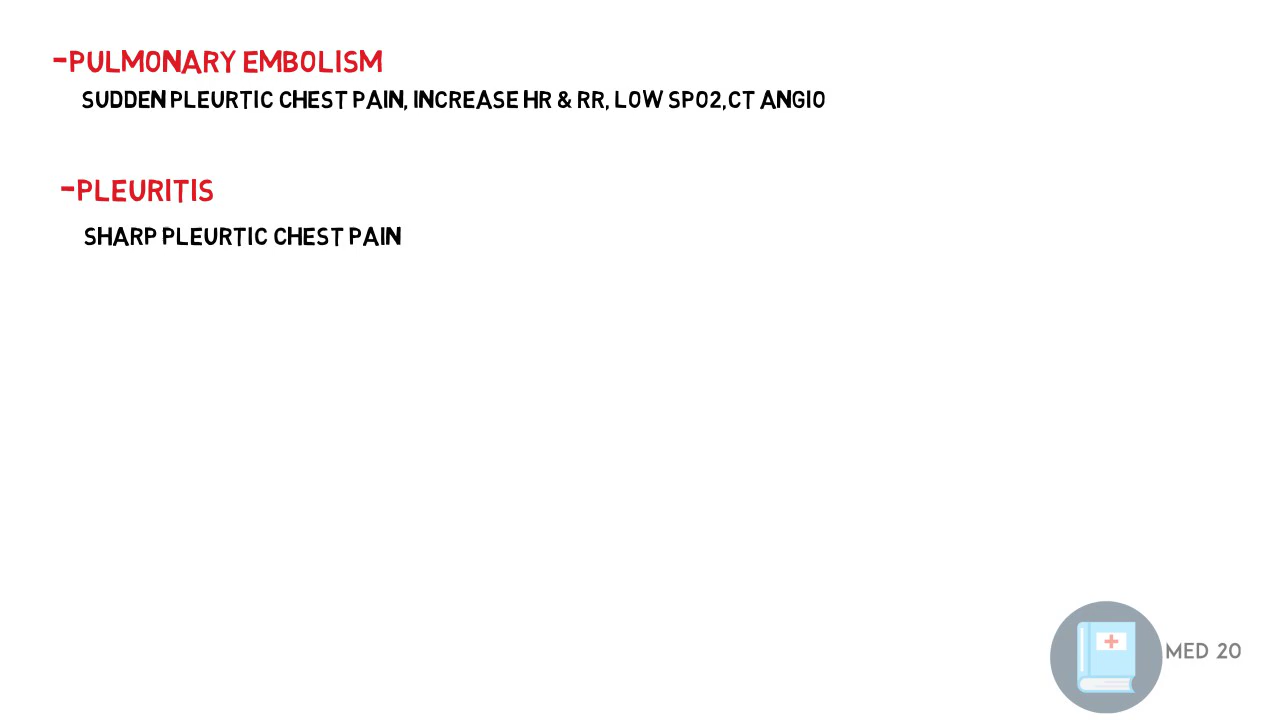 -PULMONARY EMBOLISM
SUDDEN PLEURTIC CHEST PAIN, INCREASE HR & RR, LOW SPO2,CT ANGIO
-PLEURITIS
SHARP PLEURTIC CHEST PAIN
MED 20